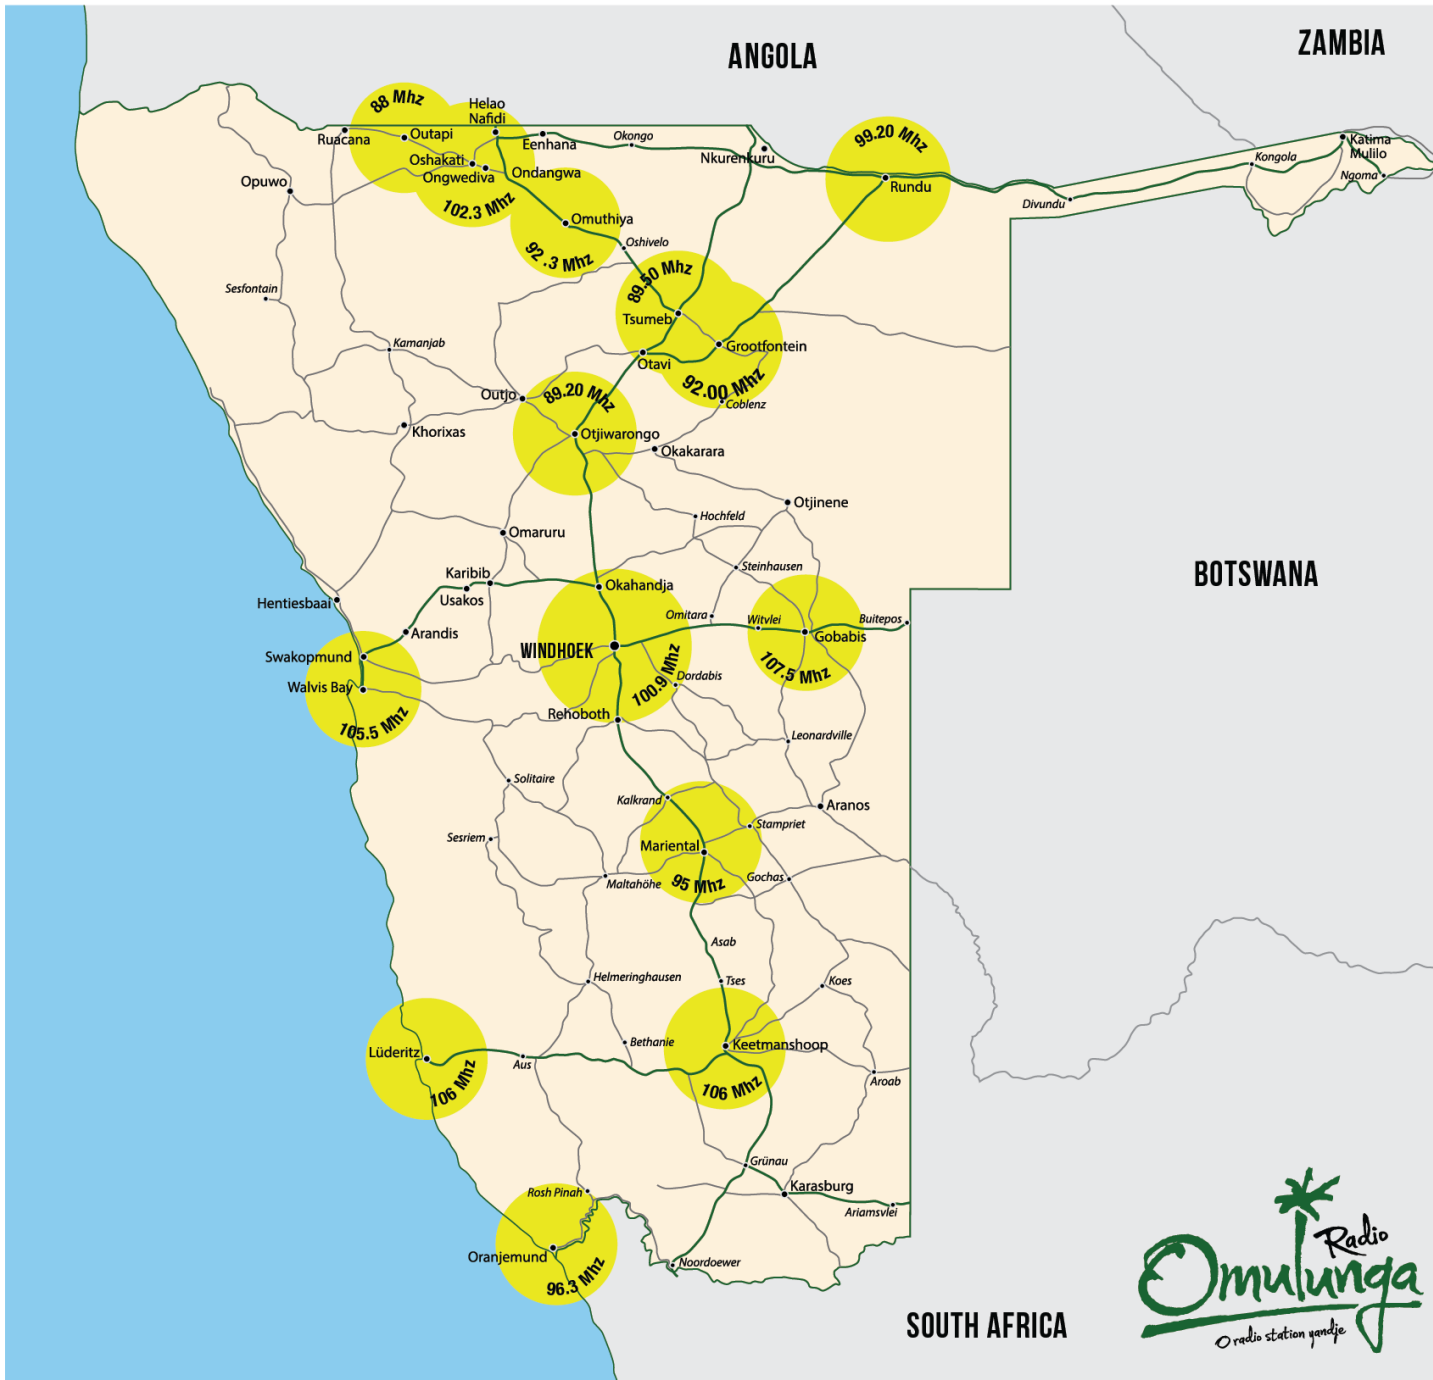 ANGOLA
ZAMBIA
88 Mhz
Helao
Nafidi
Ruacana
Outapi
Eenhana
Okongo
Nkurenkuru
99.20 Mhz
Katima
Mulilo
Kongola
Ngoma
Oshakati
Ongwediva
Ondangwa
Opuwo
Rundu
Divundu
102.3 Mhz
Omuthiya
92.3 Mhz
Oshivelo
Sesfontain
89.50 Mhz
Tsumeb
Kamanjab
Otavi
Grootfontein
92.00 Mhz
Outjo
89.20 Mhz
Coblenz
Khorixas
Otjiwarongo
Okakarara
Otjinene
Hochfeld
Omaruru
Steinhausen
BOTSWANA
Karibib
Usakos
Okahandja
Hentiesbaai
Arandis
Omitara
Witvlei
Gobabis
Buitepos
Swakopmund
WINDHOEK
Walvis Bay
100.9 Mhz
107.5 Mhz
Dordabis
105.5 Mhz
Rehoboth
Leonardville
Solitaire
Kalkrand
Aranos
Stampriet
Sesriem
Mariental
95 Mhz
Maltahöhe
Gochas
Asab
Helmeringhausen
Tses
Koes
Lüderitz
106 Mhz
Aus
Bethanie
Keetmanshoop
106 Mhz
Aroab
Grünau
Rosh Pinah
Karasburg
Ariamsvlei
Oranjemund
96.3 Mhz
Noordoewer
SOUTH AFRICA
Radio
Omulunga
O radio station yandje